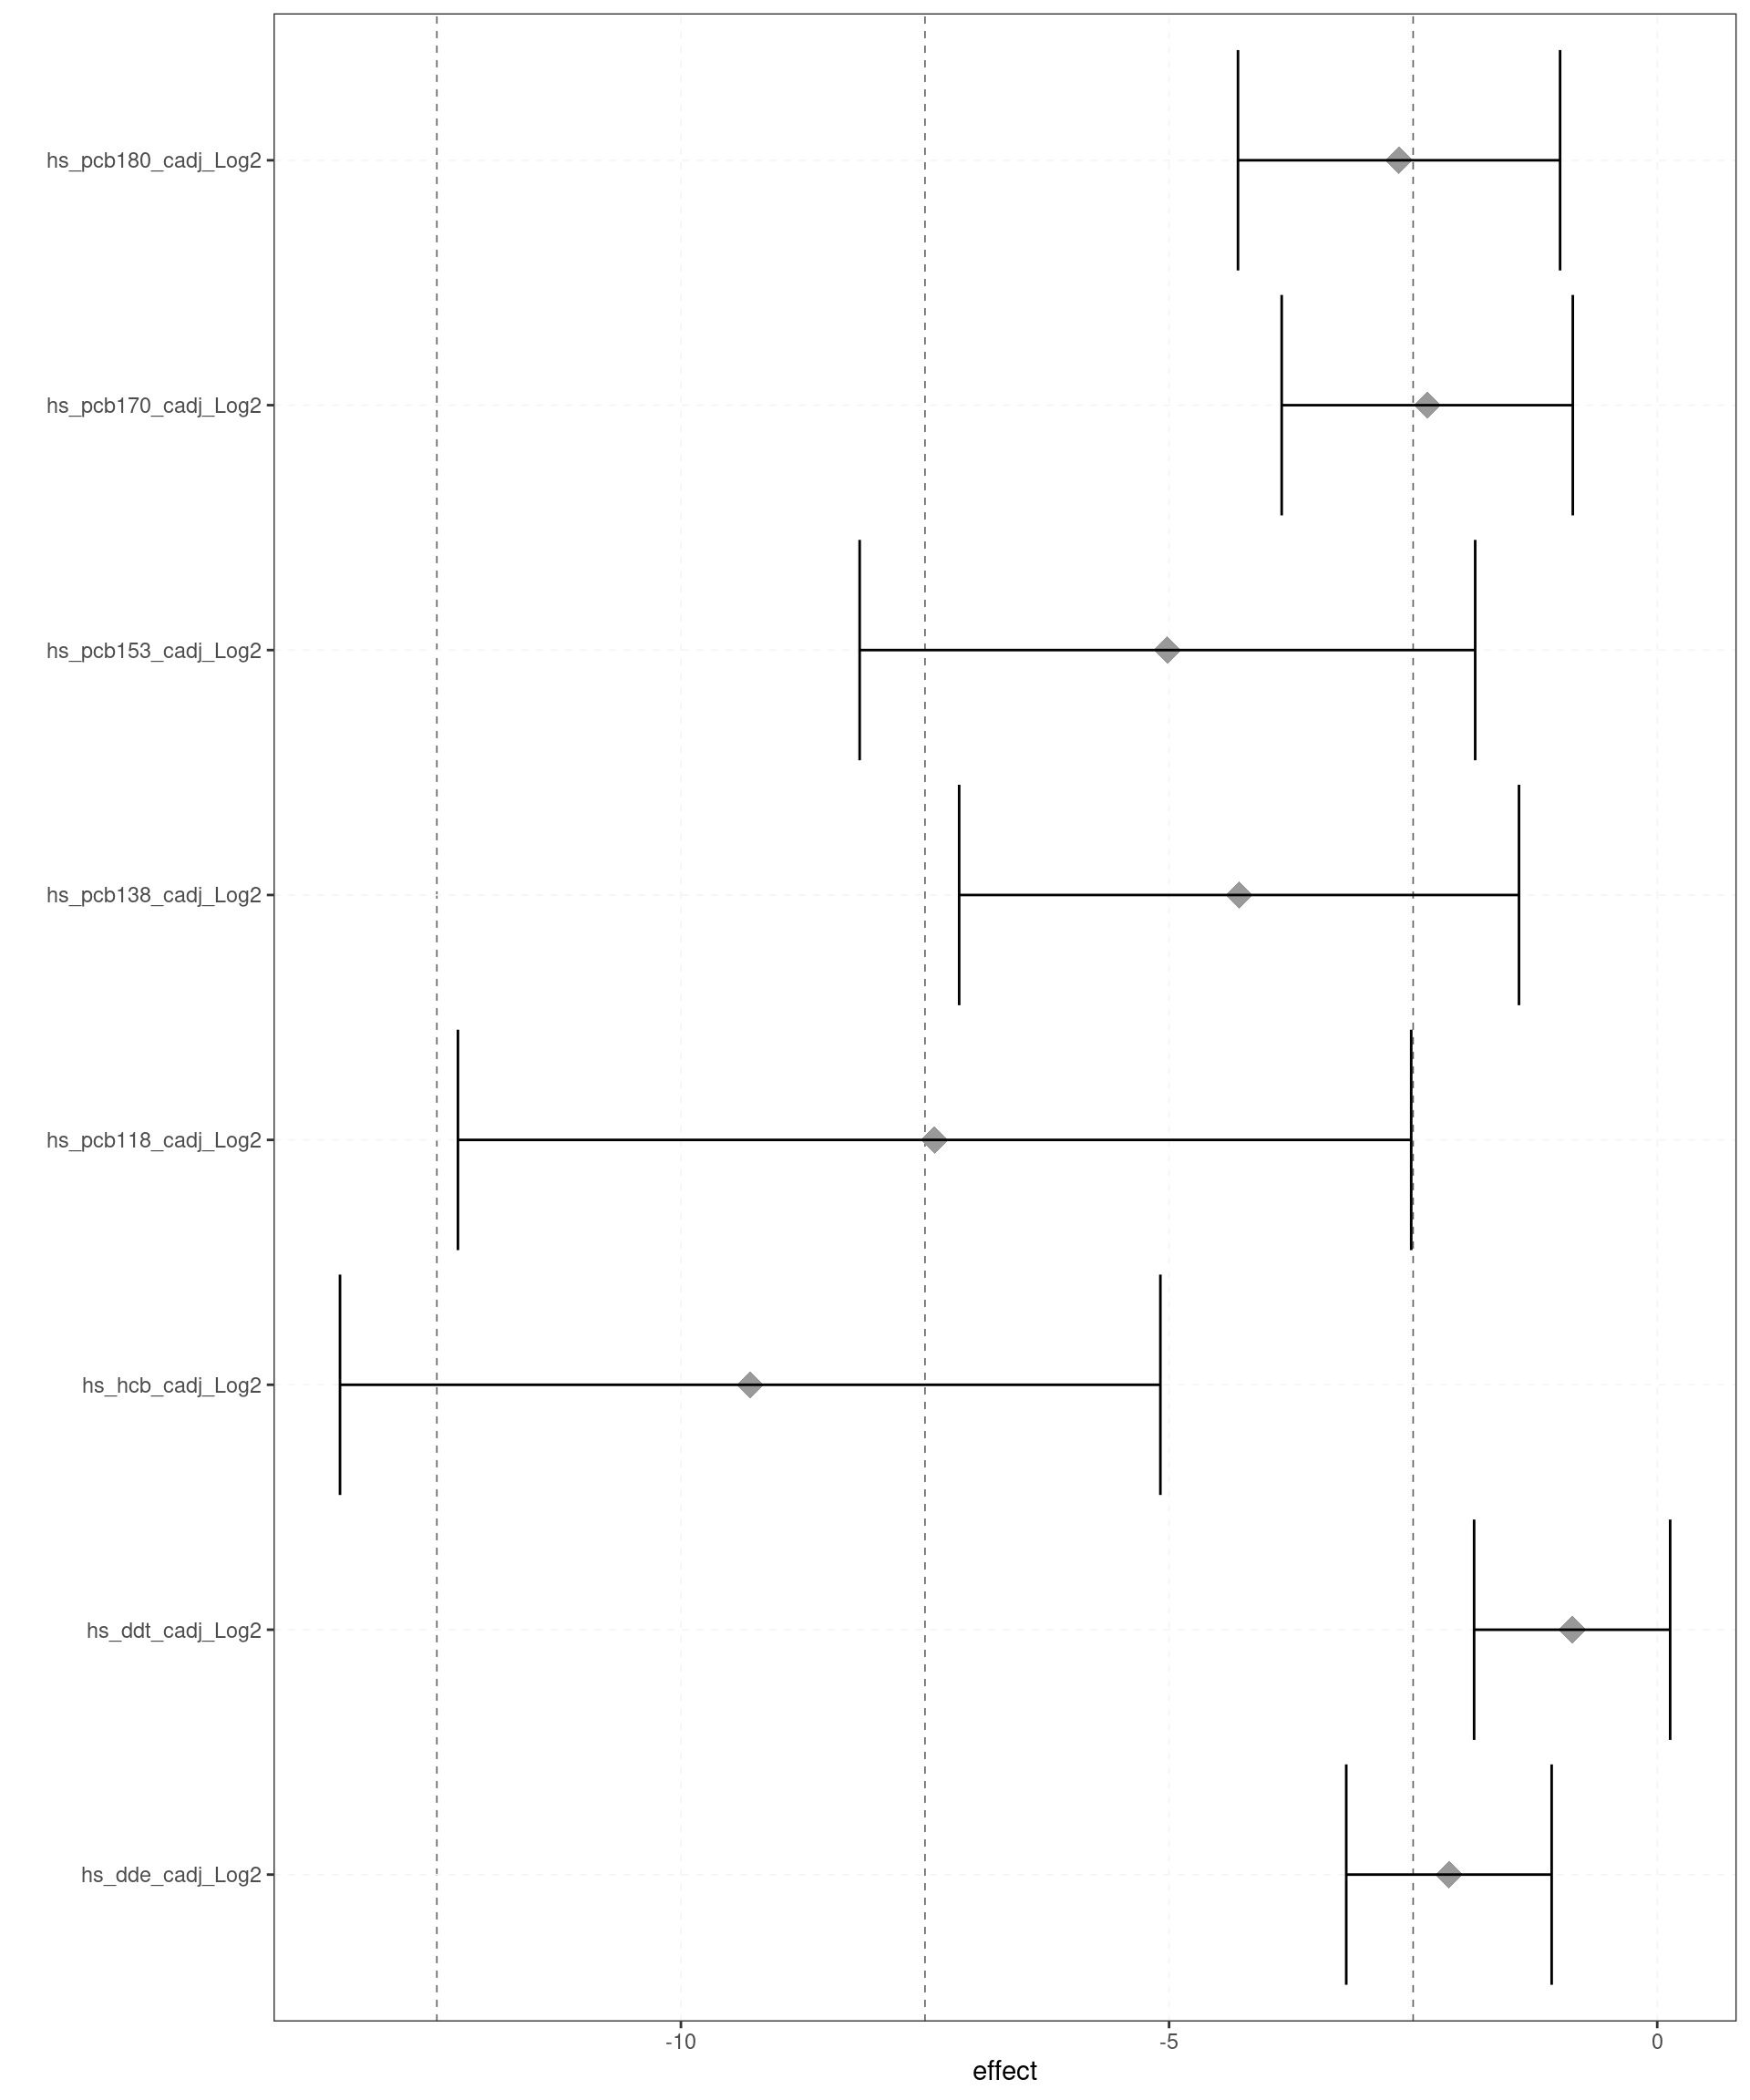 hs_pcb180_cadj_Log2
hs_pcb170_cadj_Log2
hs_pcb153_cadj_Log2
hs_pcb138_cadj_Log2
hs_pcb118_cadj_Log2
hs_hcb_cadj_Log2
hs_ddt_cadj_Log2
hs_dde_cadj_Log2
-10 -5 0
effect